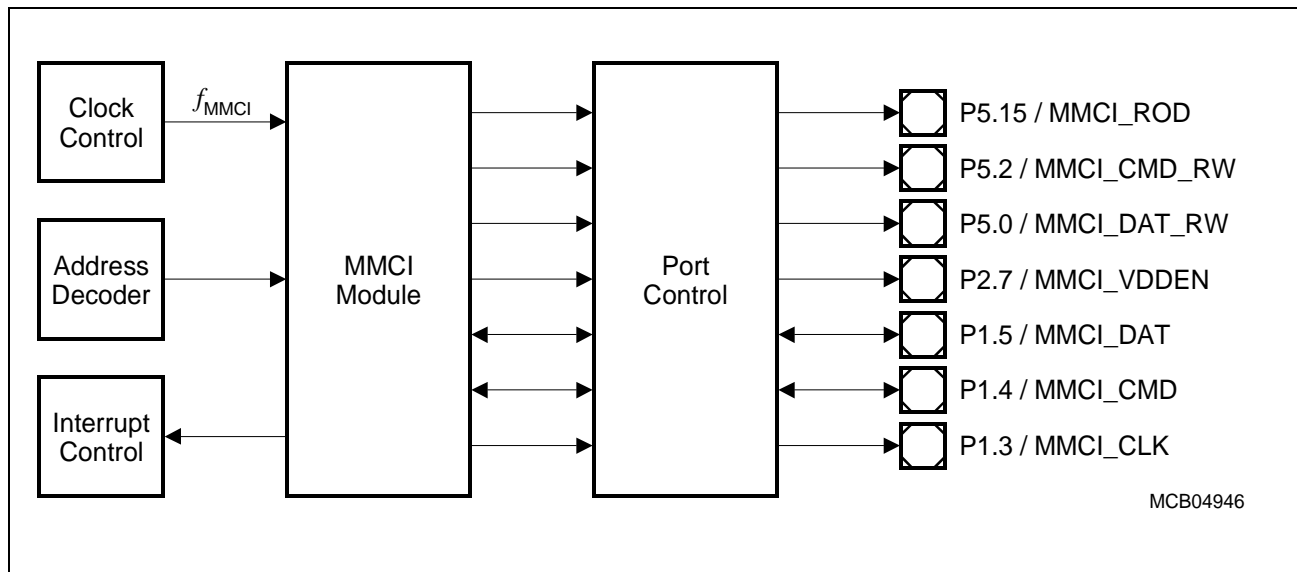 Clock
Control
f MMCI
Address
Decoder
Interrupt
Control
MMCI
Module
Port
Control
P5.15 / MMCI_ROD
P5.2 / MMCI_CMD_RW
P5.0 / MMCI_DAT_RW
P2.7 / MMCI_VDDEN
P1.5 / MMCI_DAT
P1.4 / MMCI_CMD
P1.3 / MMCI_CLK
MCB04946